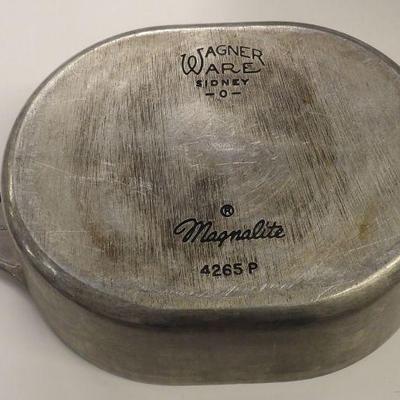 WAGNER
WARE
SIDNEY
-O-
®
Magnalite
4265 P